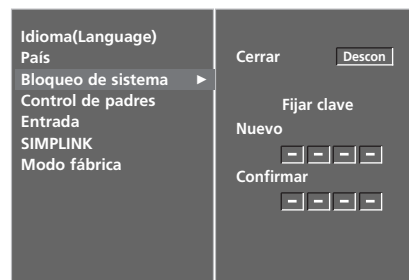 Idioma(Language)
País
Bloqueo de sistema ►
Control de padres
Entrada
SIMPLINK
Modo fábrica
Cerrar Descon
Fijar clave
Nuevo
– – – –
Confirmar
– – – –